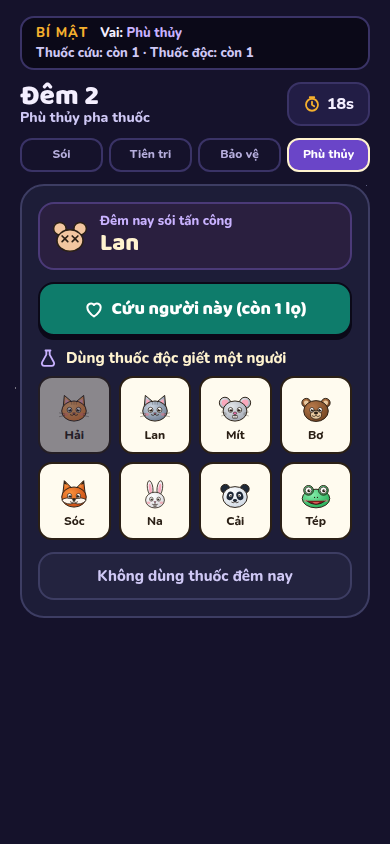 BÍ MẬT Vai: Phù thủy
Thuốc cứu: còn 1 · Thuốc độc: còn 1
Đêm 2
Phù thủy pha thuốc
18s
Sói Tiên tri Bảo vệ Phù thủy
Đêm nay sói tấn công
Lan
Cứu người này (còn 1 lọ)
Dùng thuốc độc giết một người
Hải Lan Mít Bơ
Sóc Na Cải Tép
Không dùng thuốc đêm nay